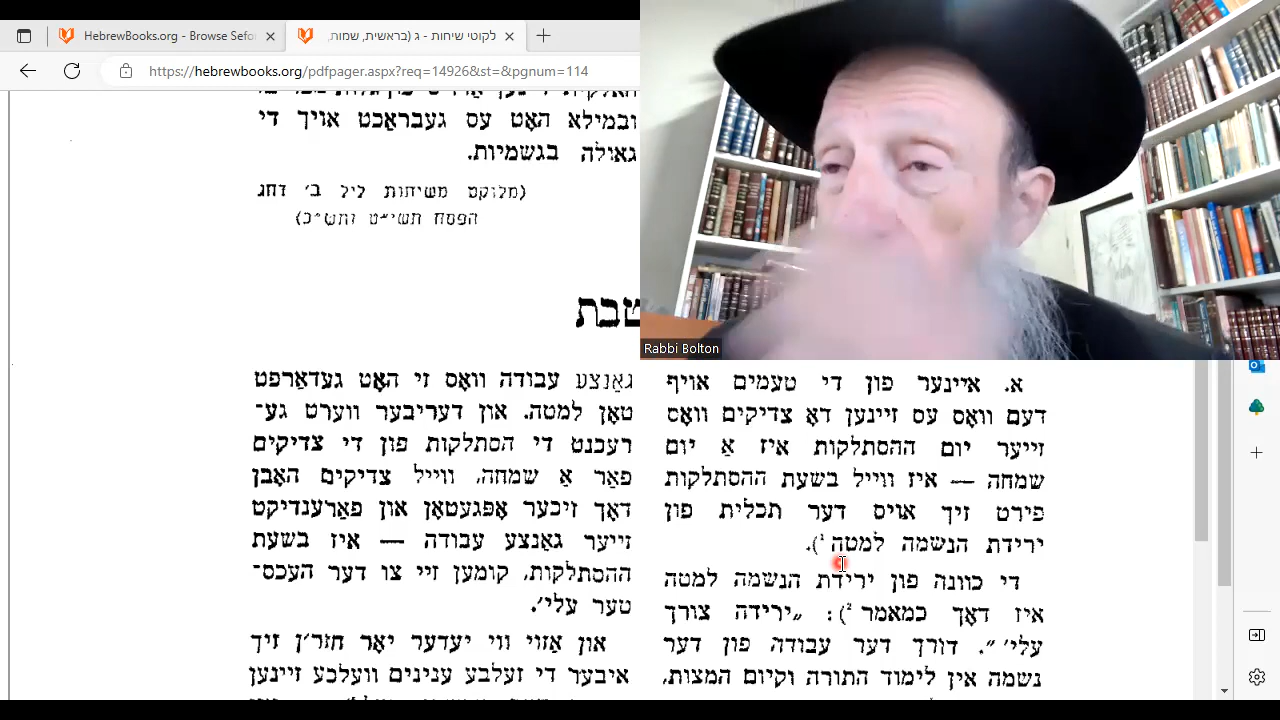 HebrewBooks.org - Browse Sefo
לקוטי שיחות - ג (בראשית, שמות,
https://hebrewbooks.org/pdfpager.aspx?req=14926&st=&pgnum=114
ובמילא האָט עס געבראַכט אויך די
גאולה בגשמיות.
(מלוקט משיחות ליל ב׳ דחג
הפסח תשי״ט ותש״כ)
טבת
Rabbi Bolton
א. איינער פון די טעמים אויף
דעם וואָס עס זיינען דאָ צדיקים וואָס
זייער יום ההסתלקות איז אַ יום
שמחה — איז ווייל בשעת ההסתלקות
פירט זיך אויס דער תכלית פון
ירידת הנשמה למטה¹).
די כוונה פון ירידת הנשמה למטה
איז דאָך כמאמר²): „ירידה צורך
עלי׳״. דורך דער עבודה פון דער
נשמה אין לימוד התורה וקיום המצות,
גאַנצע עבודה וואָס זי האָט געדאַרפט
טאָן למטה. און דעריבער ווערט גע־
רעכנט די הסתלקות פון די צדיקים
פאַר אַ שמחה, ווייל צדיקים האָבן
דאָך זיכער אָפּגעטאָן און פאַרענדיקט
זייער גאַנצע עבודה — איז בשעת
ההסתלקות, קומען זיי צו דער העכס־
טער עלי׳.
און אַזוי ווי יעדער יאָר חזר׳ן זיך
איבער די זעלבע ענינים וועלכע זיינען